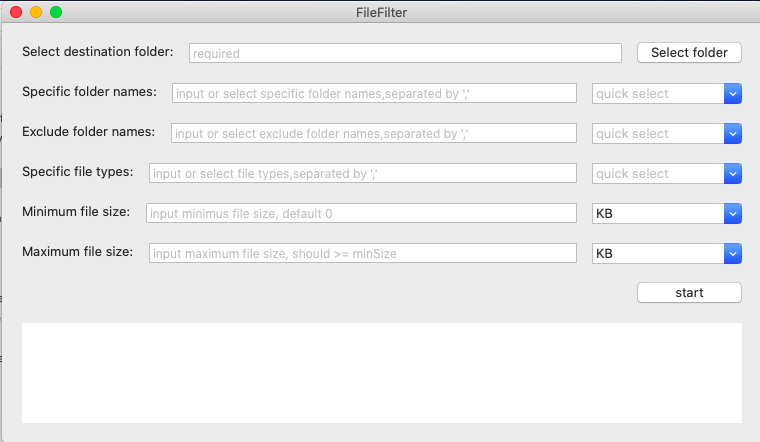 FileFilter
Select destination folder: required Select folder
Specific folder names: input or select specific folder names,separated by ',' quick select
Exclude folder names: input or select exclude folder names,separated by ',' quick select
Specific file types: input or select file types,separated by ',' quick select
Minimum file size: input minimus file size, default 0 KB
Maximum file size: input maximum file size, should >= minSize KB
start